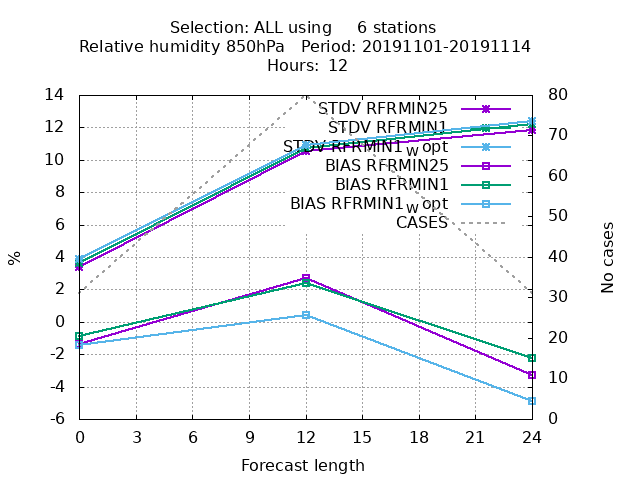 Selection: ALL using     6 stations
Relative humidity 850hPa   Period: 20191101-20191114
Hours: 12
14
12
10
8
6
4
2
0
-2
-4
-6
%
STDV RFRMIN25
STDV RFRMIN1
STDV RFRMIN1w opt
BIAS RFRMIN25
BIAS RFRMIN1
BIAS RFRMIN1w opt
CASES
80
70
60
50
40
30
20
10
0
No cases
0 3 6 9 12 15 18 21 24
Forecast length